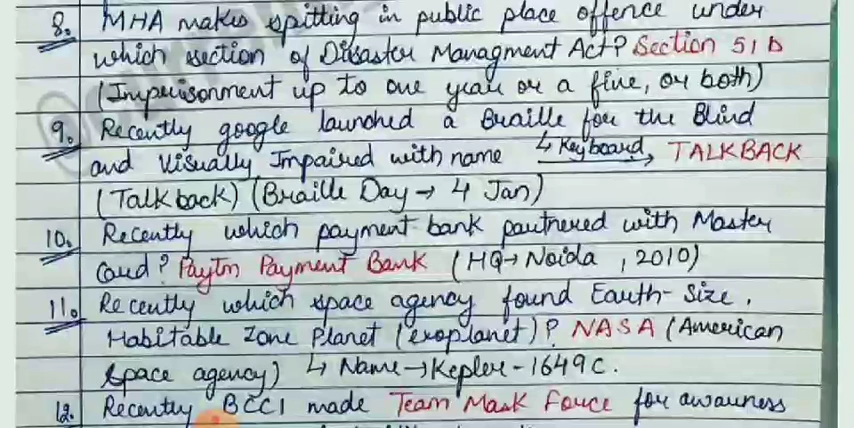 8. MHA makes spitting in public place offence under
which section of Disaster Managment Act? Section 51 b
(Imprisonment up to one year or a fine, or both)
9. Recently google launched a Braille for the Blind
and Visually Impaired with name ↳ Keyboard → TALKBACK
(Talkback) (Braille Day → 4 Jan)
10. Recently which payment bank partnered with Master
Card? Paytm Payment Bank (HQ→Noida, 2010)
11. Recently which space agency found Earth-Size,
Habitable Zone Planet (exoplanet)? NASA (American
space agency) ↳ Name→Kepler-1649C.
12. Recently BCCI made Team Mask Force for awarness